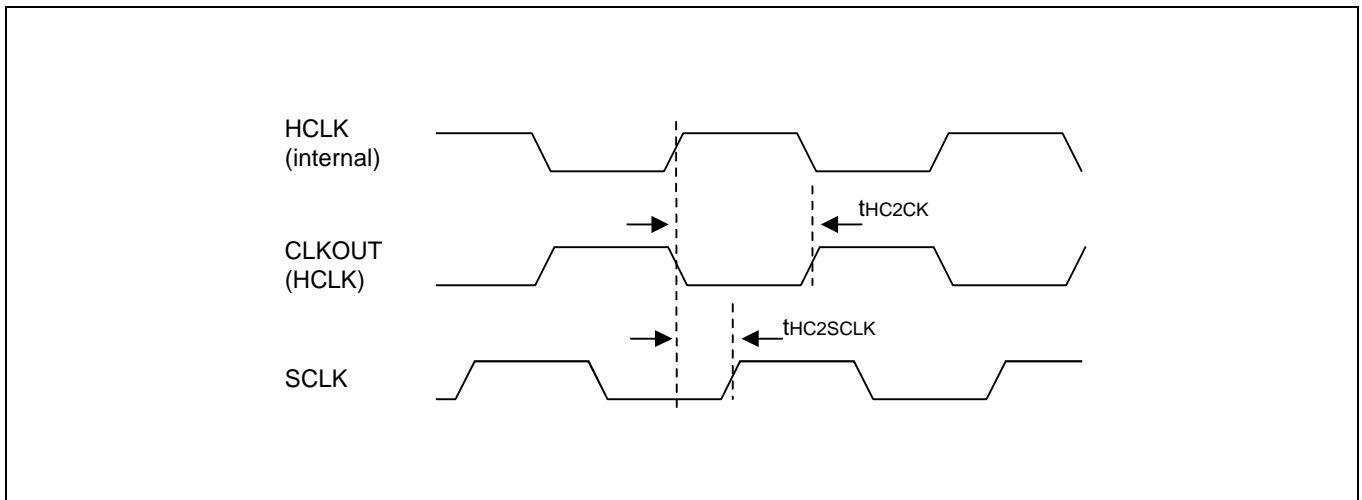 HCLK
(internal)
tHC2CK
CLKOUT
(HCLK)
tHC2SCLK
SCLK